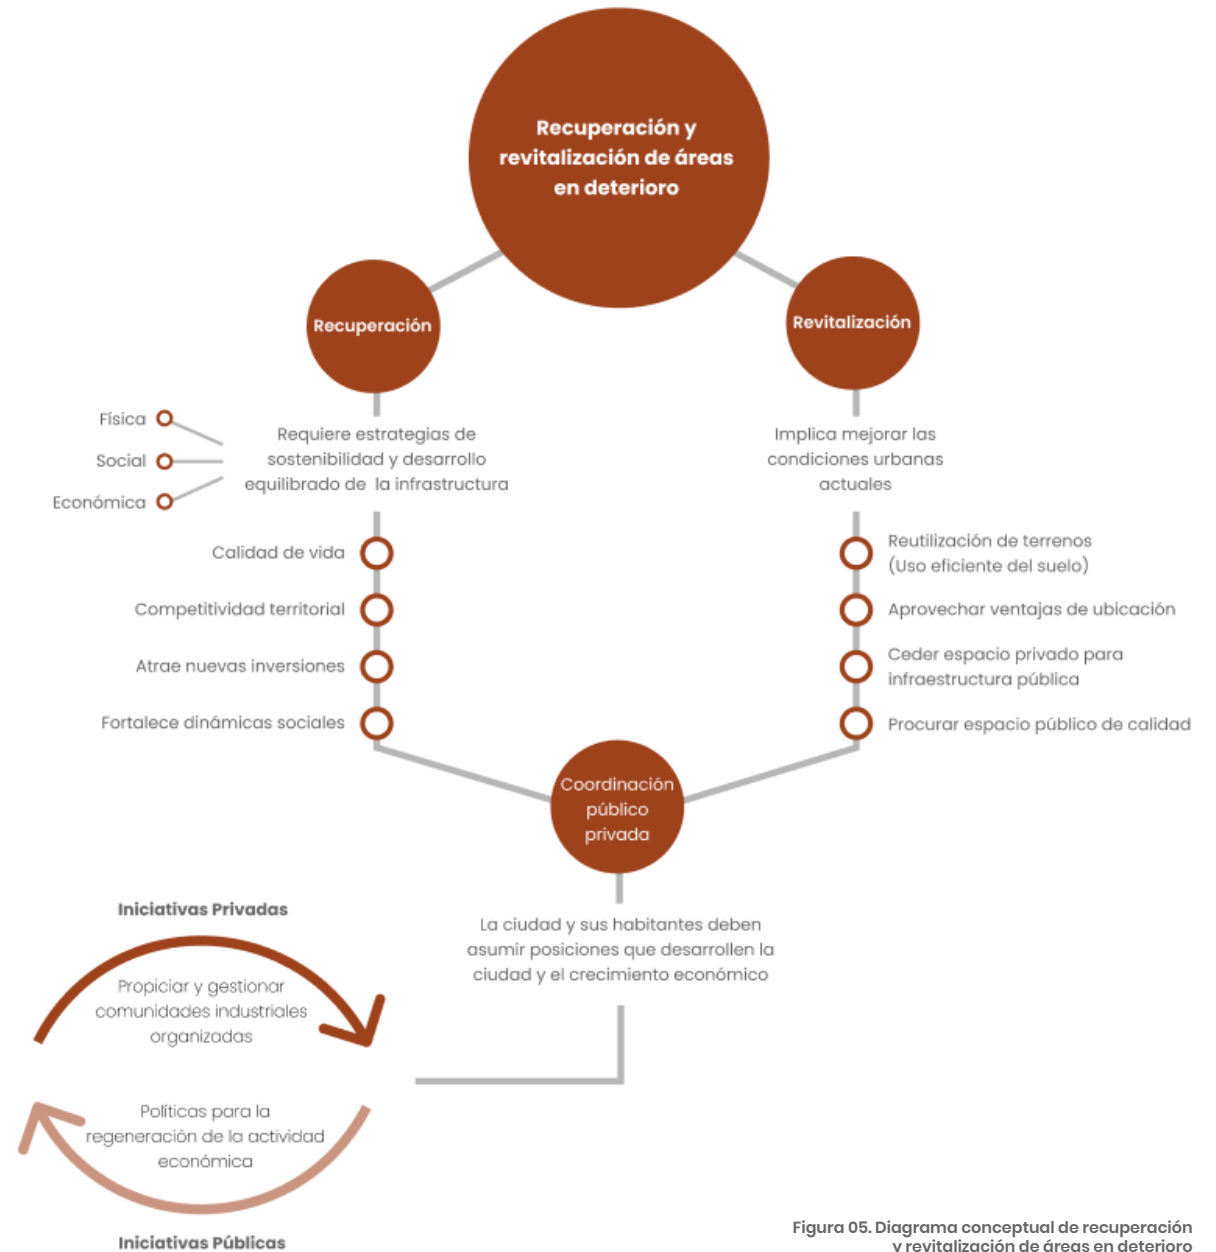 Recuperación y
revitalización de áreas
en deterioro
Recuperación
Revitalización
Física
Social
Económica
Requiere estrategias de
sostenibilidad y desarrollo
equilibrado de la infrastructura
Implica mejorar las
condiciones urbanas
actuales
Calidad de vida
Competitividad territorial
Atrae nuevas inversiones
Fortalece dinámicas sociales
Reutilización de terrenos
(Uso eficiente del suelo)
Aprovechar ventajas de ubicación
Ceder espacio privado para
infraestructura pública
Procurar espacio público de calidad
Coordinación
público
privada
La ciudad y sus habitantes deben
asumir posiciones que desarrollen la
ciudad y el crecimiento económico
Iniciativas Privadas
Propiciar y gestionar
comunidades industriales
organizadas
Políticas para la
regeneración de la actividad
económica
Iniciativas Públicas
Figura 05. Diagrama conceptual de recuperación
y revitalización de áreas en deterioro